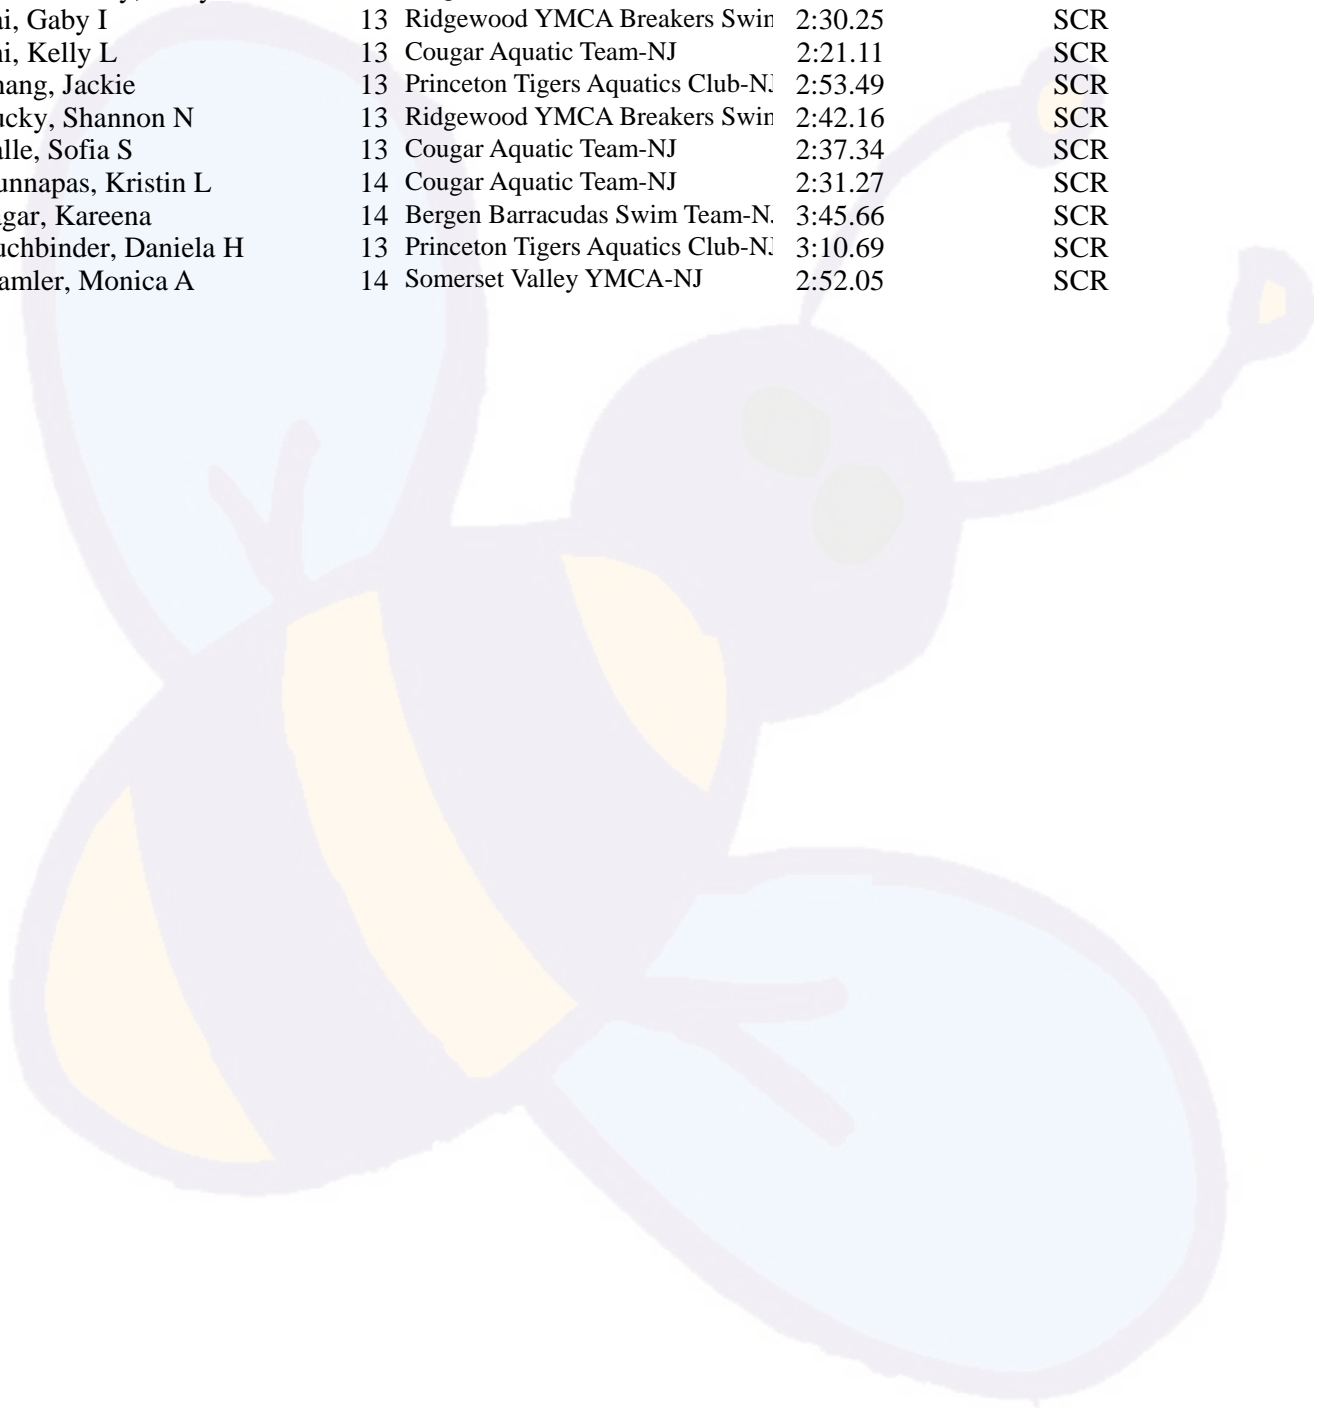 ai, Gaby I 13 Ridgewood YMCA Breakers Swin 2:30.25 SCR
ni, Kelly L 13 Cougar Aquatic Team-NJ 2:21.11 SCR
hang, Jackie 13 Princeton Tigers Aquatics Club-NJ 2:53.49 SCR
ucky, Shannon N 13 Ridgewood YMCA Breakers Swin 2:42.16 SCR
alle, Sofia S 13 Cougar Aquatic Team-NJ 2:37.34 SCR
unnapas, Kristin L 14 Cougar Aquatic Team-NJ 2:31.27 SCR
agar, Kareena 14 Bergen Barracudas Swim Team-N. 3:45.66 SCR
uchbinder, Daniela H 13 Princeton Tigers Aquatics Club-NJ 3:10.69 SCR
amler, Monica A 14 Somerset Valley YMCA-NJ 2:52.05 SCR